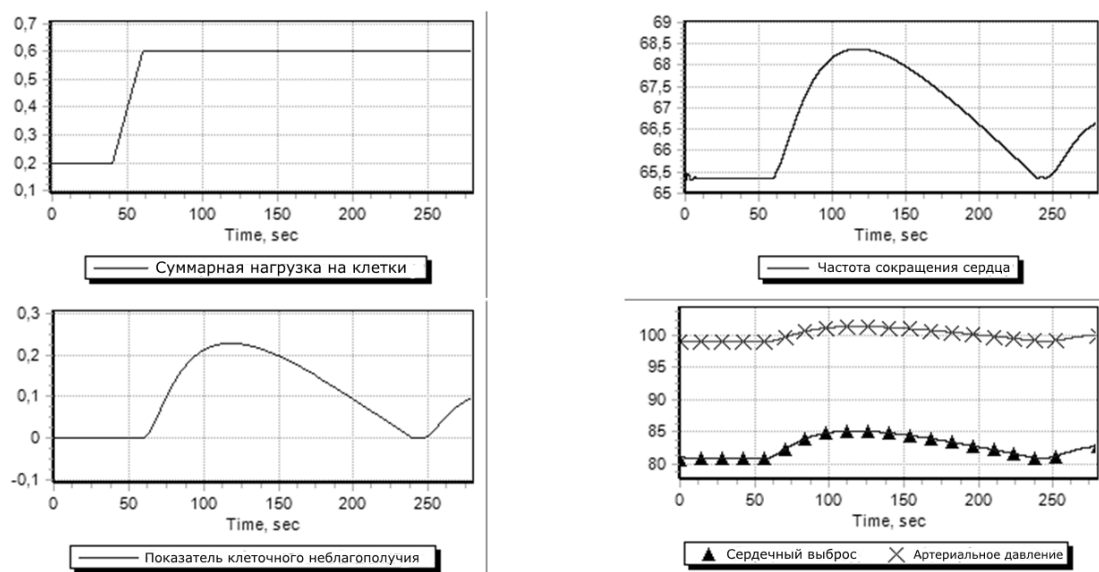 0,7
0,6
0,5
0,4
0,3
0,2
0,1
0 50 100 150 200 250
Time, sec
Суммарная нагрузка на клетки
69
68,5
68
67,5
67
66,5
66
65,5
65
0 50 100 150 200 250
Time, sec
Частота сокращения сердца
0,3
0,2
0,1
0
-0,1
0 50 100 150 200 250
Time, sec
Показатель клеточного неблагополучия
100
95
90
85
80
0 50 100 150 200 250
Time, sec
Сердечный выброс Артериальное давление